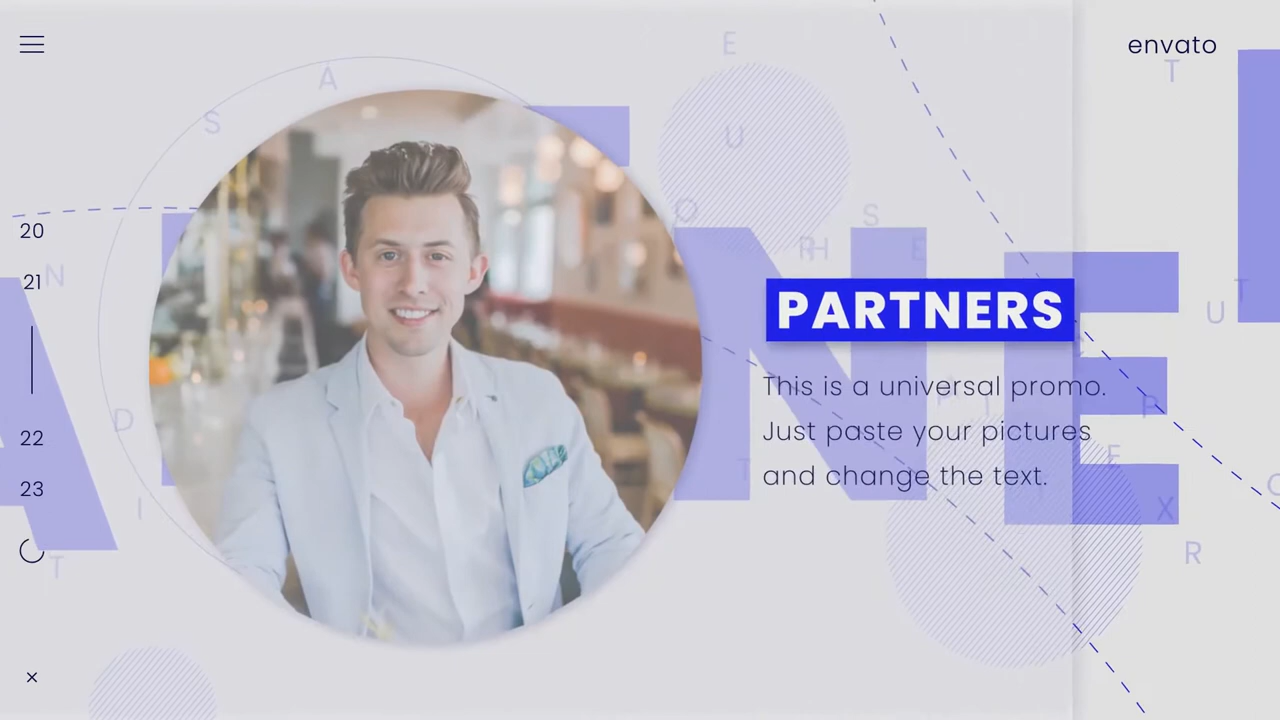 envato
20
21
22
23
PARTNERS
This is a universal promo.
Just paste your pictures
and change the text.
A
N
E
E
A
S
U
T
O
S
R
H
E
N
T
U
D
P
I
T
E
X
I
R
T